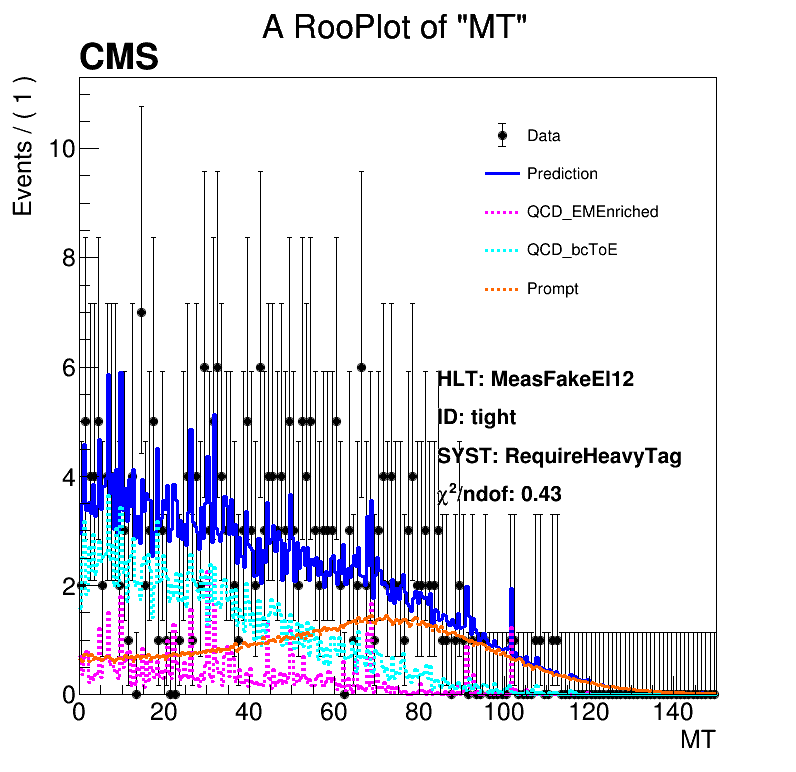 A RooPlot of "MT"
CMS
Events / ( 1 )
10
8
6
4
2
0
Data
Prediction
QCD_EMEnriched
QCD_bcToE
Prompt
HLT: MeasFakeEl12
ID: tight
SYST: RequireHeavyTag
χ²/ndof: 0.43
0 20 40 60 80 100 120 140
MT